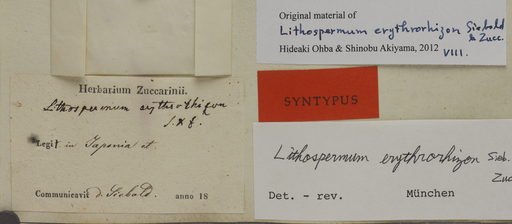 Original material of
Lithospermum erythrorhizon Siebold
& Zucc.
Hideaki Ohba & Shinobu Akiyama, 2012 VIII.
Herbarium Zuccarinii.
Lithospermum erythrorhizon
S. & Z.
Legit in Japonia et.
Communicavit d. Siebold. anno 18
SYNTYPUS
Lithospermum erythrorhizon Sieb.
Zuc
Det. - rev. München